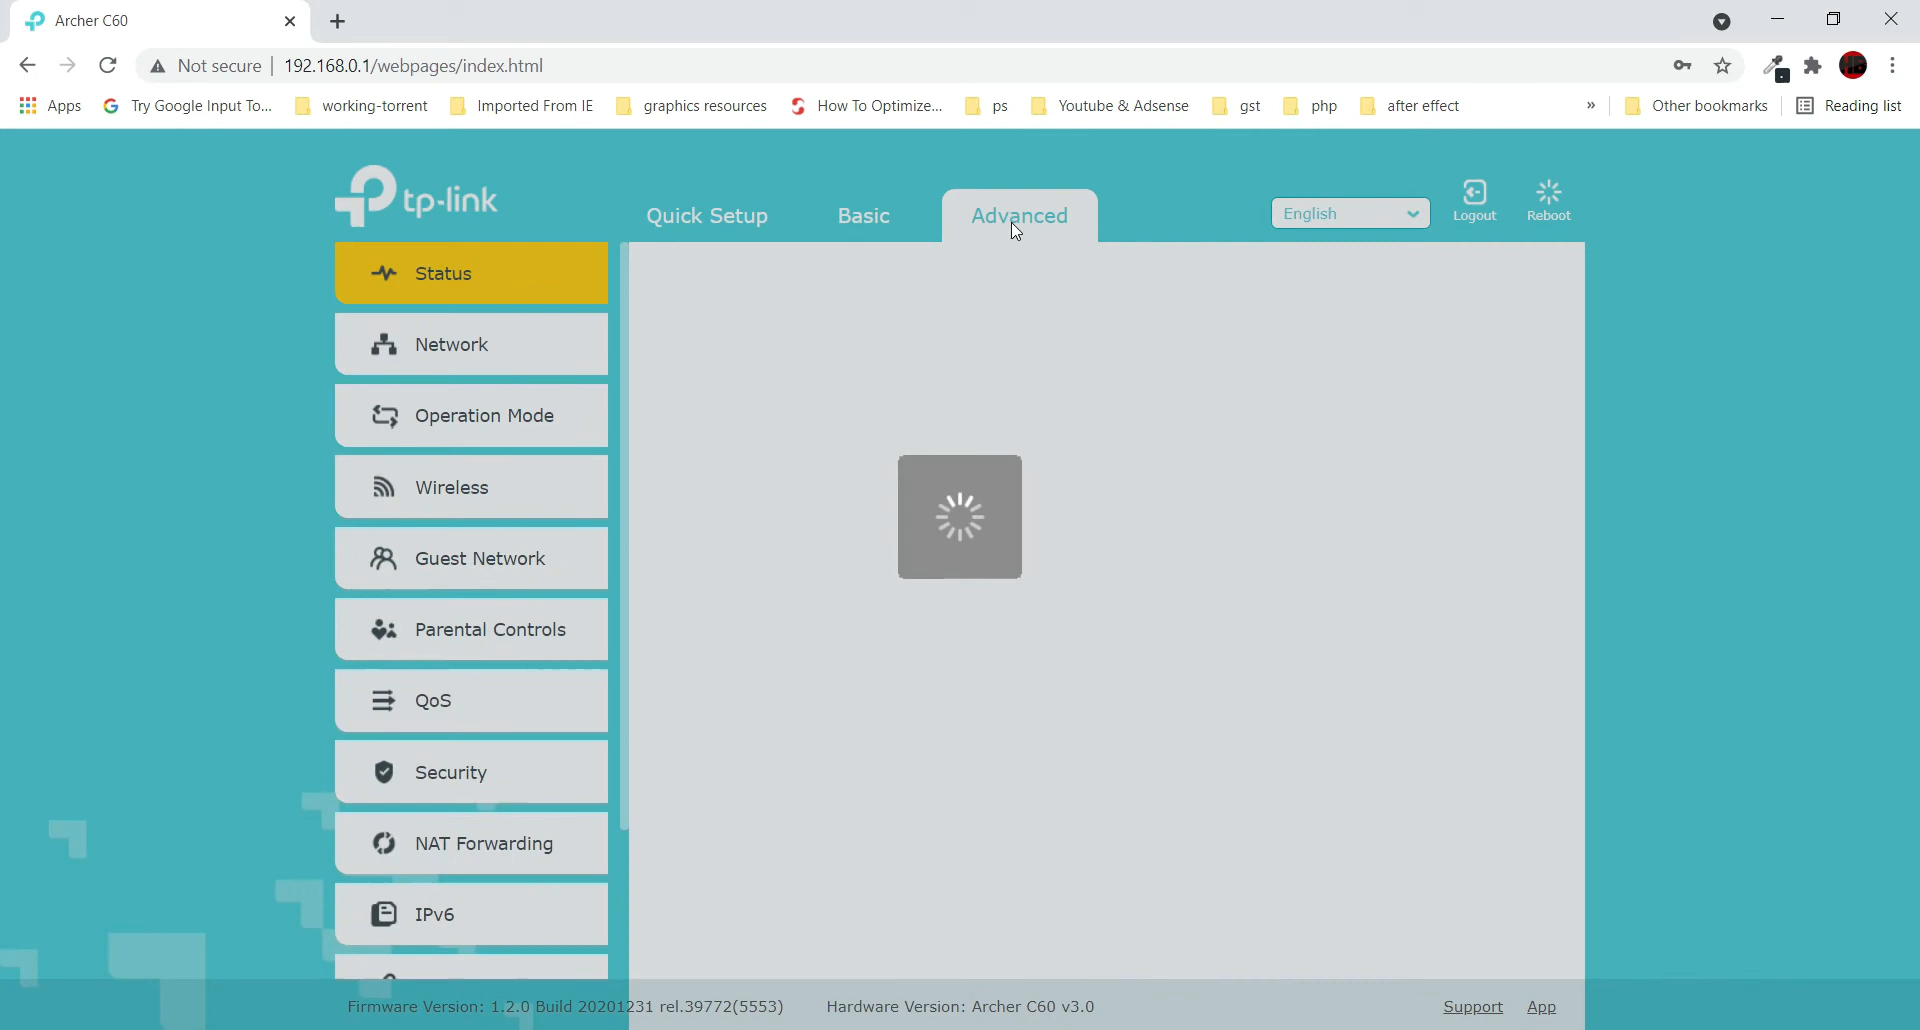 Archer C60
Not secure 192.168.0.1/webpages/index.html
Apps Try Google Input To... working-torrent Imported From IE graphics resources How To Optimize... ps Youtube & Adsense gst php after effect » Other bookmarks Reading list
tp-link
Quick Setup Basic Advanced English Logout Reboot
Status
Network
Operation Mode
Wireless
Guest Network
Parental Controls
QoS
Security
NAT Forwarding
IPv6
Firmware Version: 1.2.0 Build 20201231 rel.39772(5553) Hardware Version: Archer C60 v3.0 Support App